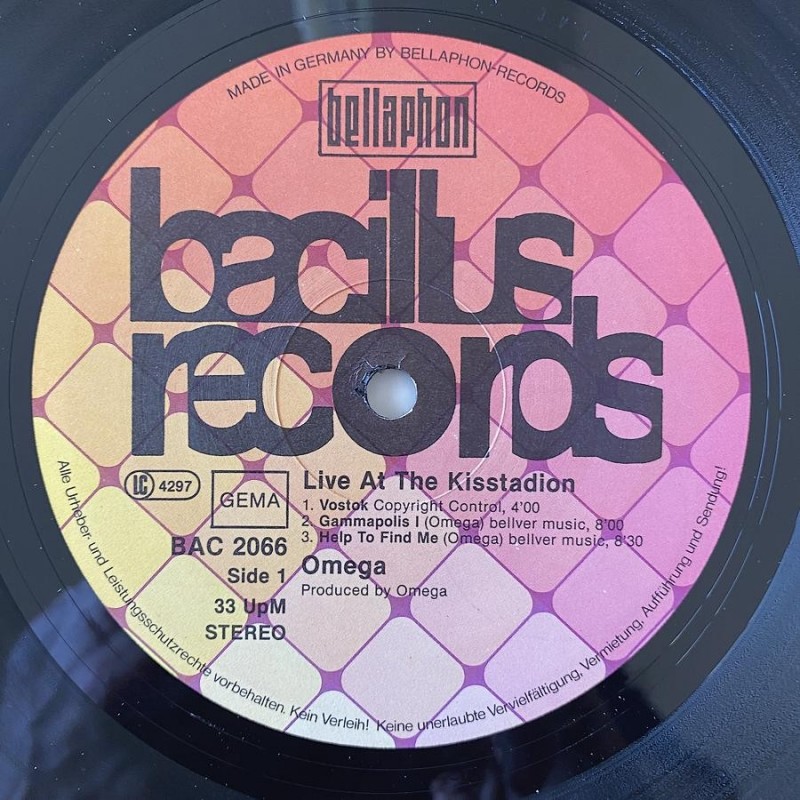 MADE IN GERMANY BY BELLAPHON-RECORDS
bellaphon
bacillus
records
LC 4297
GEMA
BAC 2066
Side 1
33 UpM
STEREO
Live At The Kisstadion
1. Vostok Copyright Control, 4'00
2. Gammapolis I (Omega) bellver music, 8'00
3. Help To Find Me (Omega) bellver music, 8'30
Omega
Produced by Omega
Alle Urheber- und Leistungsschutzrechte vorbehalten. Kein Verleih! Keine unerlaubte Vervielfältigung, Vermietung, Aufführung und Sendung!